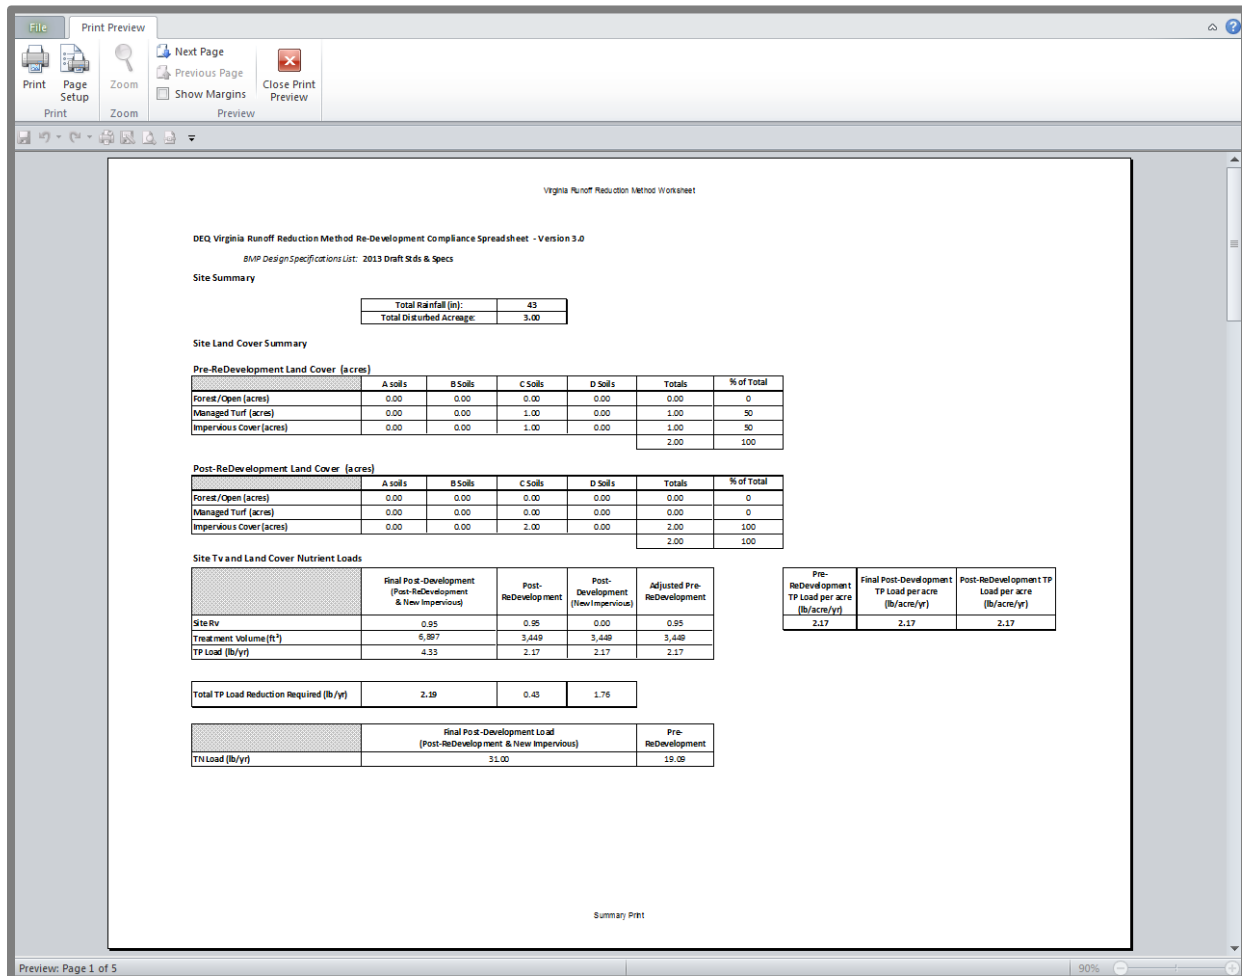 File Print Preview
Print Page Setup Zoom Next Page Previous Page Show Margins Close Print Preview
Print Zoom Preview
Virginia Runoff Reduction Method Worksheet
DEQ Virginia Runoff Reduction Method Re-Development Compliance Spreadsheet - Version 3.0
BMP Design Specifications List: 2013 Draft Stds & Specs
Site Summary
Total Rainfall (in): 43
Total Disturbed Acreage: 3.00
Site Land Cover Summary
Pre-ReDevelopment Land Cover (acres)
A soils B Soils C Soils D Soils Totals % of Total
Forest/Open (acres) 0.00 0.00 0.00 0.00 0.00 0
Managed Turf (acres) 0.00 0.00 1.00 0.00 1.00 50
Impervious Cover (acres) 0.00 0.00 1.00 0.00 1.00 50
2.00 100
Post-ReDevelopment Land Cover (acres)
A soils B Soils C Soils D Soils Totals % of Total
Forest/Open (acres) 0.00 0.00 0.00 0.00 0.00 0
Managed Turf (acres) 0.00 0.00 0.00 0.00 0.00 0
Impervious Cover (acres) 0.00 0.00 2.00 0.00 2.00 100
2.00 100
Site Tv and Land Cover Nutrient Loads
Final Post-Development (Post-ReDevelopment & New Impervious) Post-ReDevelopment Post-Development (New Impervious) Adjusted Pre-ReDevelopment
Site Rv 0.95 0.95 0.00 0.95
Treatment Volume (ft³) 6,897 3,449 3,449 3,449
TP Load (lb/yr) 4.33 2.17 2.17 2.17
Pre-ReDevelopment TP Load per acre (lb/acre/yr) Final Post-Development TP Load per acre (lb/acre/yr) Post-ReDevelopment TP Load per acre (lb/acre/yr)
2.17 2.17 2.17
Total TP Load Reduction Required (lb/yr) 2.19 0.43 1.76
Final Post-Development Load (Post-ReDevelopment & New Impervious) Pre-ReDevelopment
TN Load (lb/yr) 31.00 19.09
Summary Print
Preview: Page 1 of 5 90%